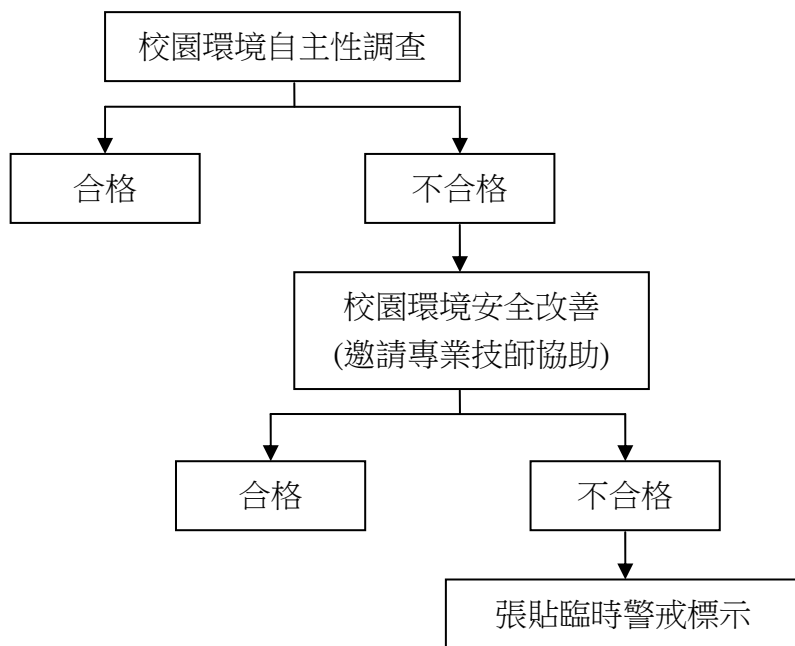 校園環境自主性調查
合格
不合格
校園環境安全改善
(邀請專業技師協助)
合格
不合格
張貼臨時警戒標示